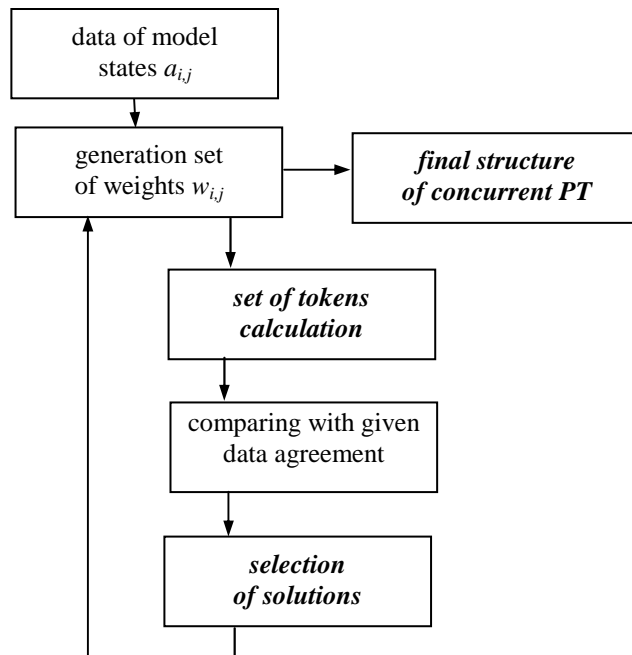 data of model
states a_{i,j}
generation set
of weights w_{i,j}
final structure
of concurrent PT
set of tokens
calculation
comparing with given
data agreement
selection
of solutions